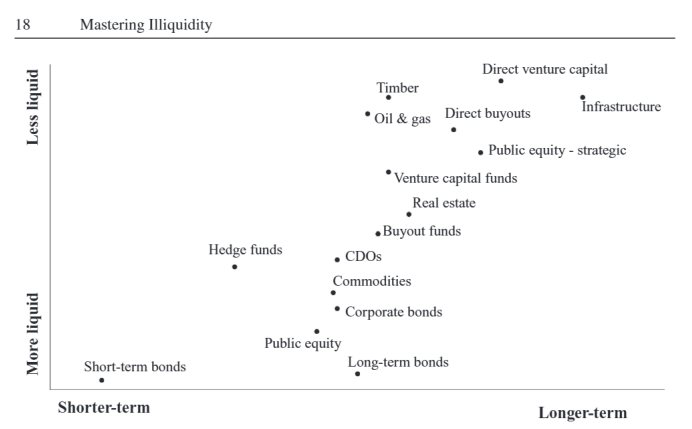 18 Mastering Illiquidity
Less liquid
More liquid
Direct venture capital
Timber
Infrastructure
Oil & gas
Direct buyouts
Public equity - strategic
Venture capital funds
Real estate
Buyout funds
Hedge funds
CDOs
Commodities
Corporate bonds
Public equity
Long-term bonds
Short-term bonds
Shorter-term
Longer-term